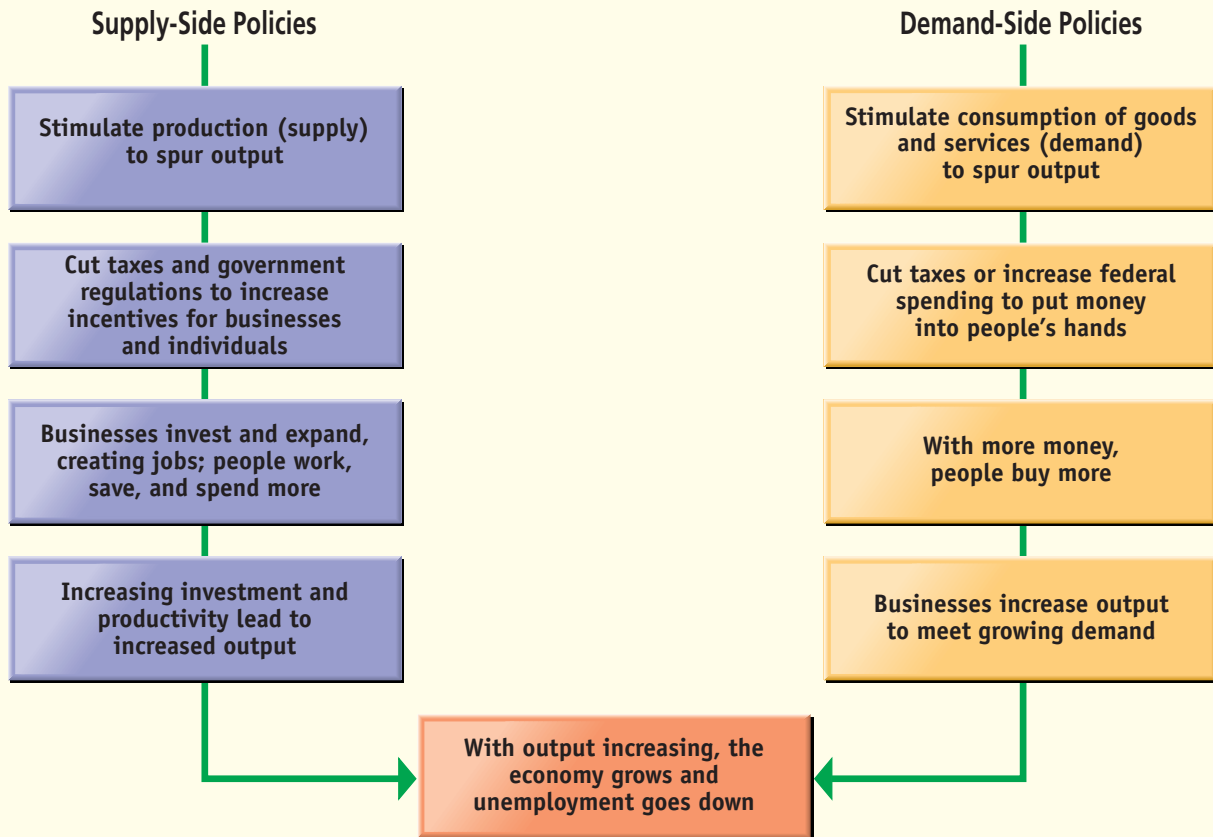 Supply-Side Policies
Stimulate production (supply)
to spur output
Cut taxes and government
regulations to increase
incentives for businesses
and individuals
Businesses invest and expand,
creating jobs; people work,
save, and spend more
Increasing investment and
productivity lead to
increased output
Demand-Side Policies
Stimulate consumption of goods
and services (demand)
to spur output
Cut taxes or increase federal
spending to put money
into people’s hands
With more money,
people buy more
Businesses increase output
to meet growing demand
With output increasing, the
economy grows and
unemployment goes down